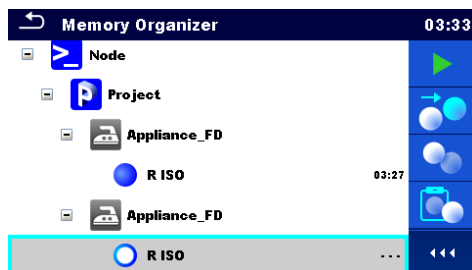 Memory Organizer 03:33
Node
Project
Appliance_FD
R ISO 03:27
Appliance_FD
R ISO ---